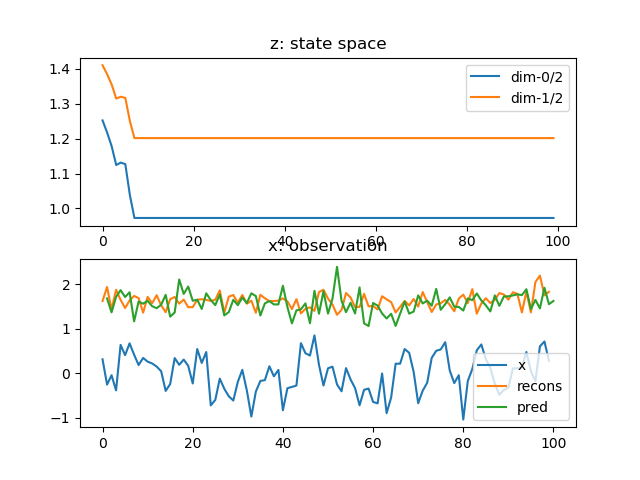 z: state space
1.4
1.3
1.2
1.1
1.0
dim-0/2
dim-1/2
0 20 40 60 80 100
x: observation
2
1
0
−1
x
recons
pred
0 20 40 60 80 100